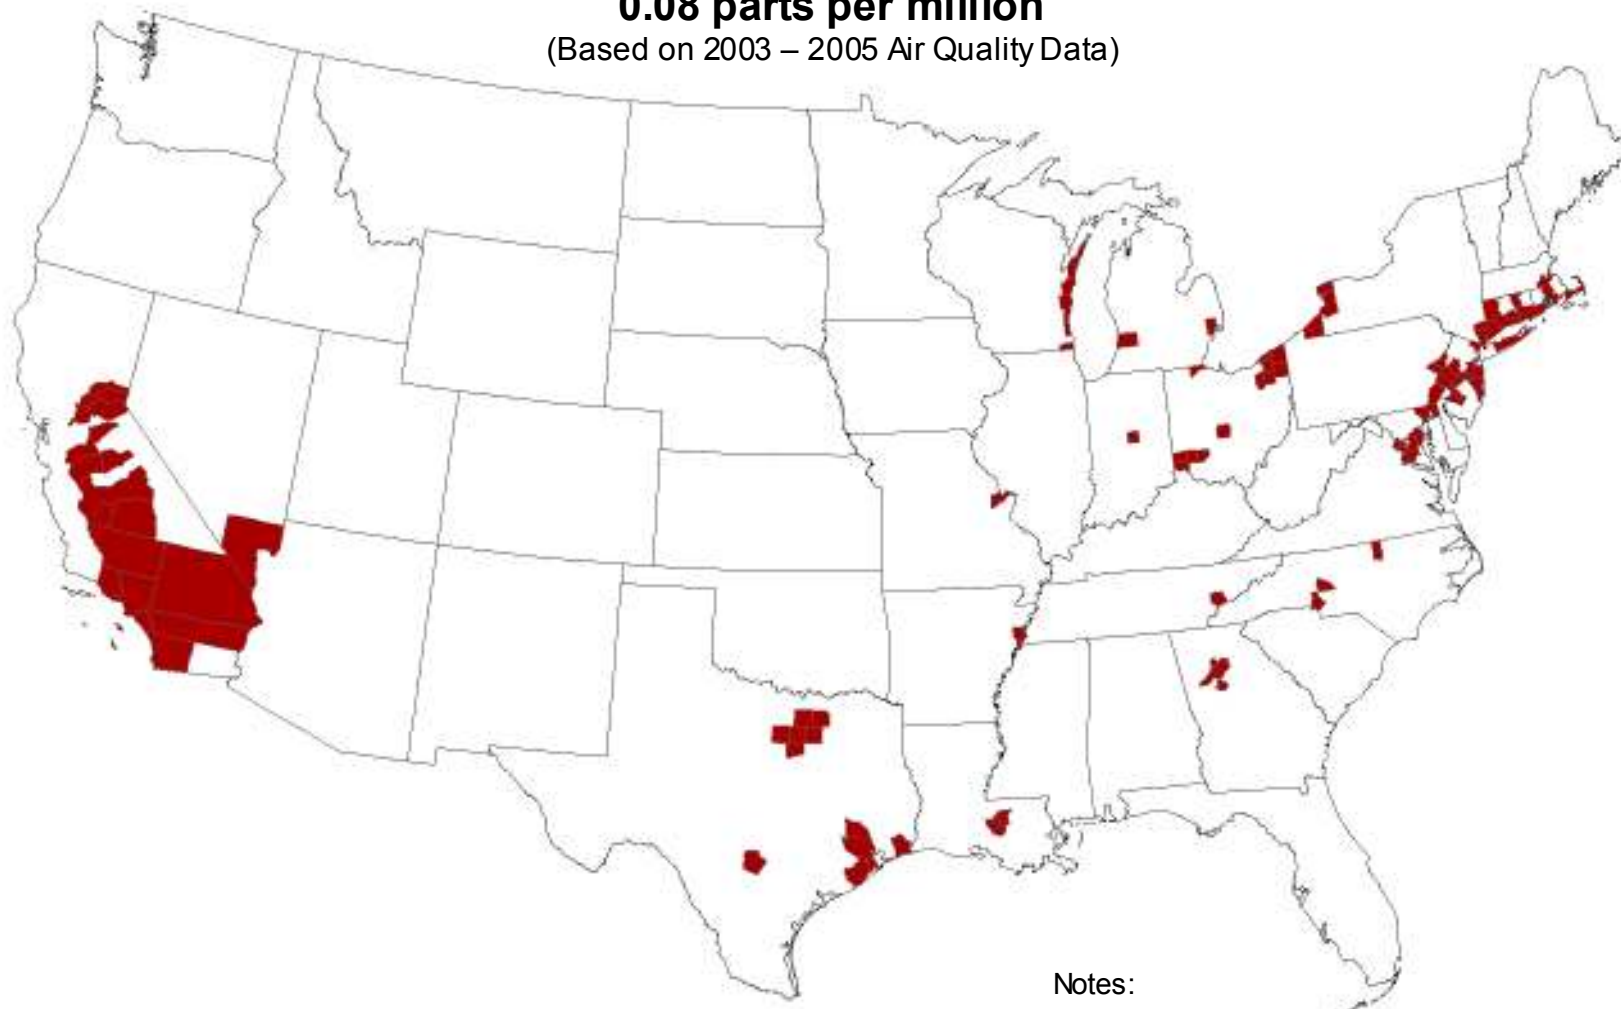 0.08 parts per million
(Based on 2003 – 2005 Air Quality Data)
Notes: